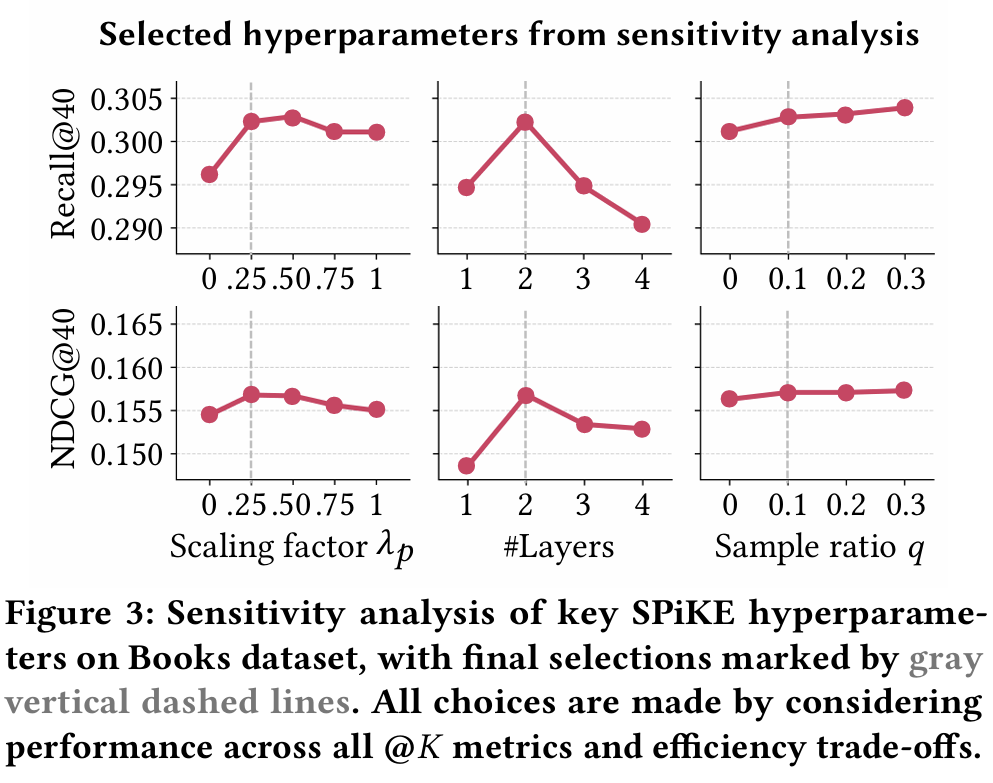 Selected hyperparameters from sensitivity analysis
Recall@40
0.305
0.300
0.295
0.290
0 .25 .50 .75 1
1 2 3 4
0 0.1 0.2 0.3
NDCG@40
0.165
0.160
0.155
0.150
0 .25 .50 .75 1
1 2 3 4
0 0.1 0.2 0.3
Scaling factor λp
#Layers
Sample ratio q
Figure 3: Sensitivity analysis of key SPiKE hyperparame-
ters on Books dataset, with final selections marked by gray
vertical dashed lines. All choices are made by considering
performance across all @K metrics and efficiency trade-offs.